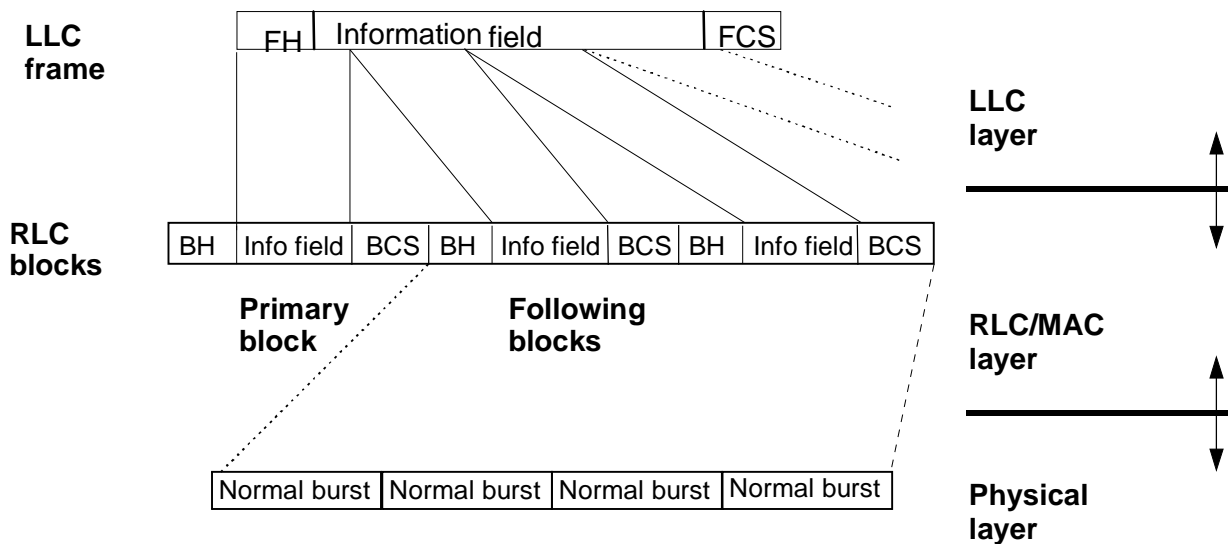 LLC
frame
FH Information field FCS
LLC
layer
RLC
blocks
BH Info field BCS BH Info field BCS BH Info field BCS
Primary
block
Following
blocks
RLC/MAC
layer
Normal burst Normal burst Normal burst Normal burst
Physical
layer